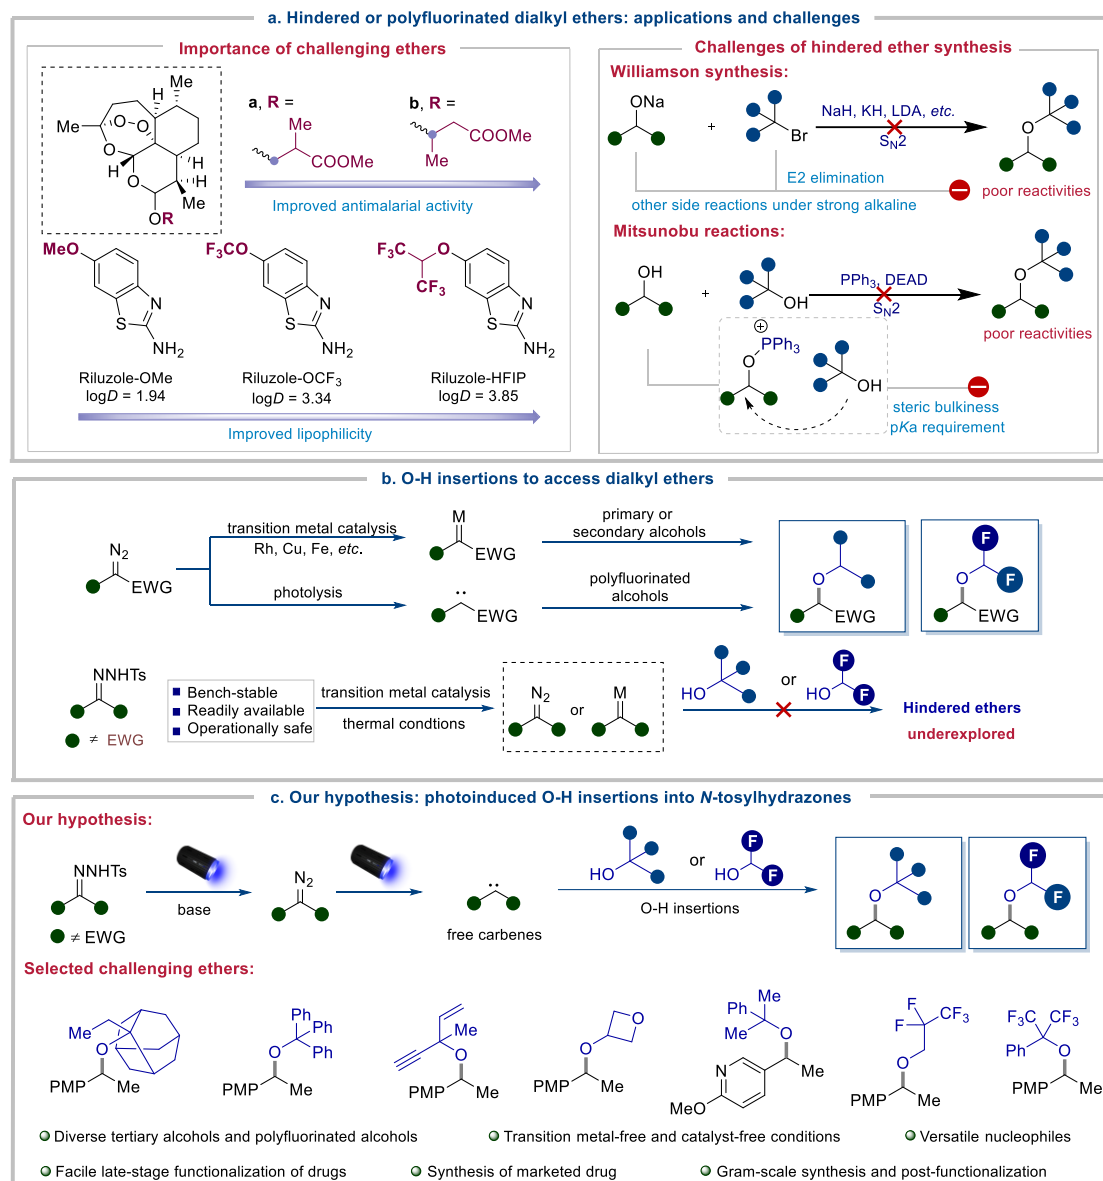 a. Hindered or polyfluorinated dialkyl ethers: applications and challenges
Importance of challenging ethers
Me
Me
O
O
H
H
O
O
H
H
Me
OR
a, R =
Me
COOMe
b, R =
COOMe
Me
Improved antimalarial activity
MeO
N
S
NH2
Riluzole-OMe
logD = 1.94
F3CO
N
S
NH2
Riluzole-OCF3
logD = 3.34
F3C
O
CF3
N
S
NH2
Riluzole-HFIP
logD = 3.85
Improved lipophilicity
Challenges of hindered ether synthesis
Williamson synthesis:
ONa
+
Br
NaH, KH, LDA, etc.
SN2
O
E2 elimination
other side reactions under strong alkaline
poor reactivities
Mitsunobu reactions:
OH
+
OH
PPh3, DEAD
SN2
O
poor reactivities
+
PPh3
O
OH
steric bulkiness
pKa requirement
b. O-H insertions to access dialkyl ethers
N2
EWG
transition metal catalysis
Rh, Cu, Fe, etc.
photolysis
M
EWG
EWG
primary or
secondary alcohols
polyfluorinated
alcohols
O
EWG
F
F
O
EWG
NNHTs
≠ EWG
Bench-stable
Readily available
Operationally safe
transition metal catalysis
thermal condtions
N2
or
M
HO
or
F
HO
F
Hindered ethers
underexplored
c. Our hypothesis: photoinduced O-H insertions into N-tosylhydrazones
Our hypothesis:
NNHTs
≠ EWG
base
N2
free carbenes
HO
or
F
HO
F
O-H insertions
O
F
F
O
Selected challenging ethers:
Me
O
PMP
Me
Ph
Ph
Ph
O
PMP
Me
Me
O
PMP
Me
O
O
PMP
Me
Ph
Me
Me
O
N
Me
MeO
F
F
CF3
O
PMP
Me
F3C
CF3
Ph
O
PMP
Me
Diverse tertiary alcohols and polyfluorinated alcohols
Transition metal-free and catalyst-free conditions
Versatile nucleophiles
Facile late-stage functionalization of drugs
Synthesis of marketed drug
Gram-scale synthesis and post-functionalization